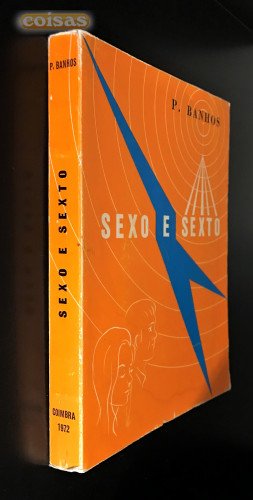 coisas
P. BANHOS
SEXO E SEXTO
COIMBRA
1972
P. BANHOS
SEXO E SEXTO